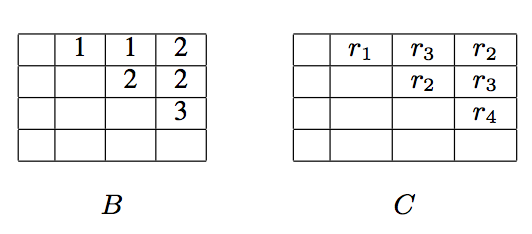 1 1 2 r₁ r₃ r₂
2 2 r₂ r₃
3 r₄
B C